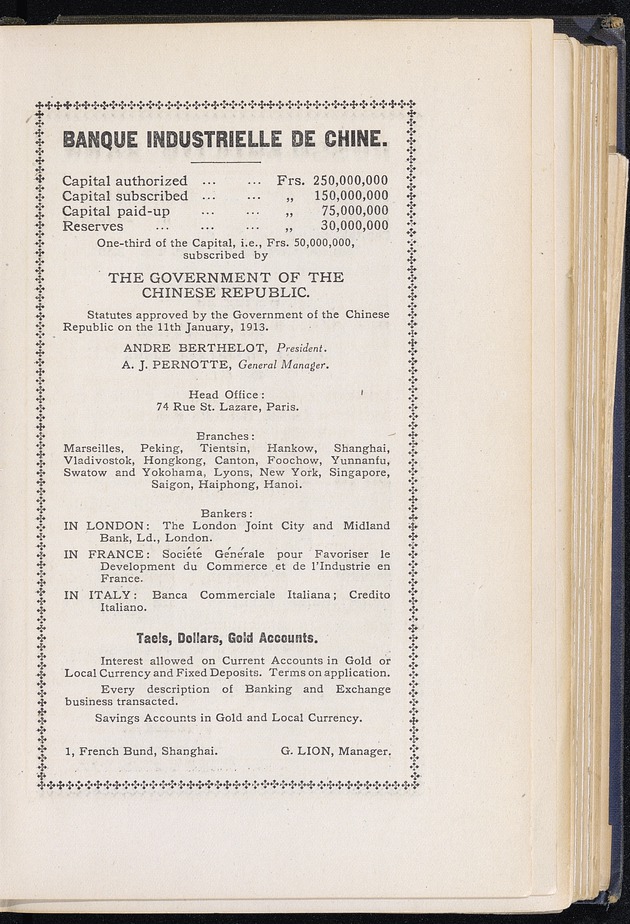 BANQUE INDUSTRIELLE DE CHINE.
Capital authorized ... ... Frs. 250,000,000
Capital subscribed ... ... „ 150,000,000
Capital paid-up ... ... „ 75,000,000
Reserves ... ... ... „ 30,000,000
One-third of the Capital, i.e., Frs. 50,000,000,
subscribed by
THE GOVERNMENT OF THE
CHINESE REPUBLIC.
Statutes approved by the Government of the Chinese
Republic on the 11th January, 1913.
ANDRE BERTHELOT, President.
A. J. PERNOTTE, General Manager.
Head Office:
74 Rue St. Lazare, Paris.
Branches:
Marseilles, Peking, Tientsin, Hankow, Shanghai,
Vladivostok, Hongkong, Canton, Foochow, Yunnanfu,
Swatow and Yokohama, Lyons, New York, Singapore,
Saigon, Haiphong, Hanoi.
Bankers:
IN LONDON: The London Joint City and Midland
Bank, Ld., London.
IN FRANCE: Société Générale pour Favoriser le
Development du Commerce et de l'Industrie en
France.
IN ITALY: Banca Commerciale Italiana; Credito
Italiano.
Taels, Dollars, Gold Accounts.
Interest allowed on Current Accounts in Gold or
Local Currency and Fixed Deposits. Terms on application.
Every description of Banking and Exchange
business transacted.
Savings Accounts in Gold and Local Currency.
1, French Bund, Shanghai. G. LION, Manager.